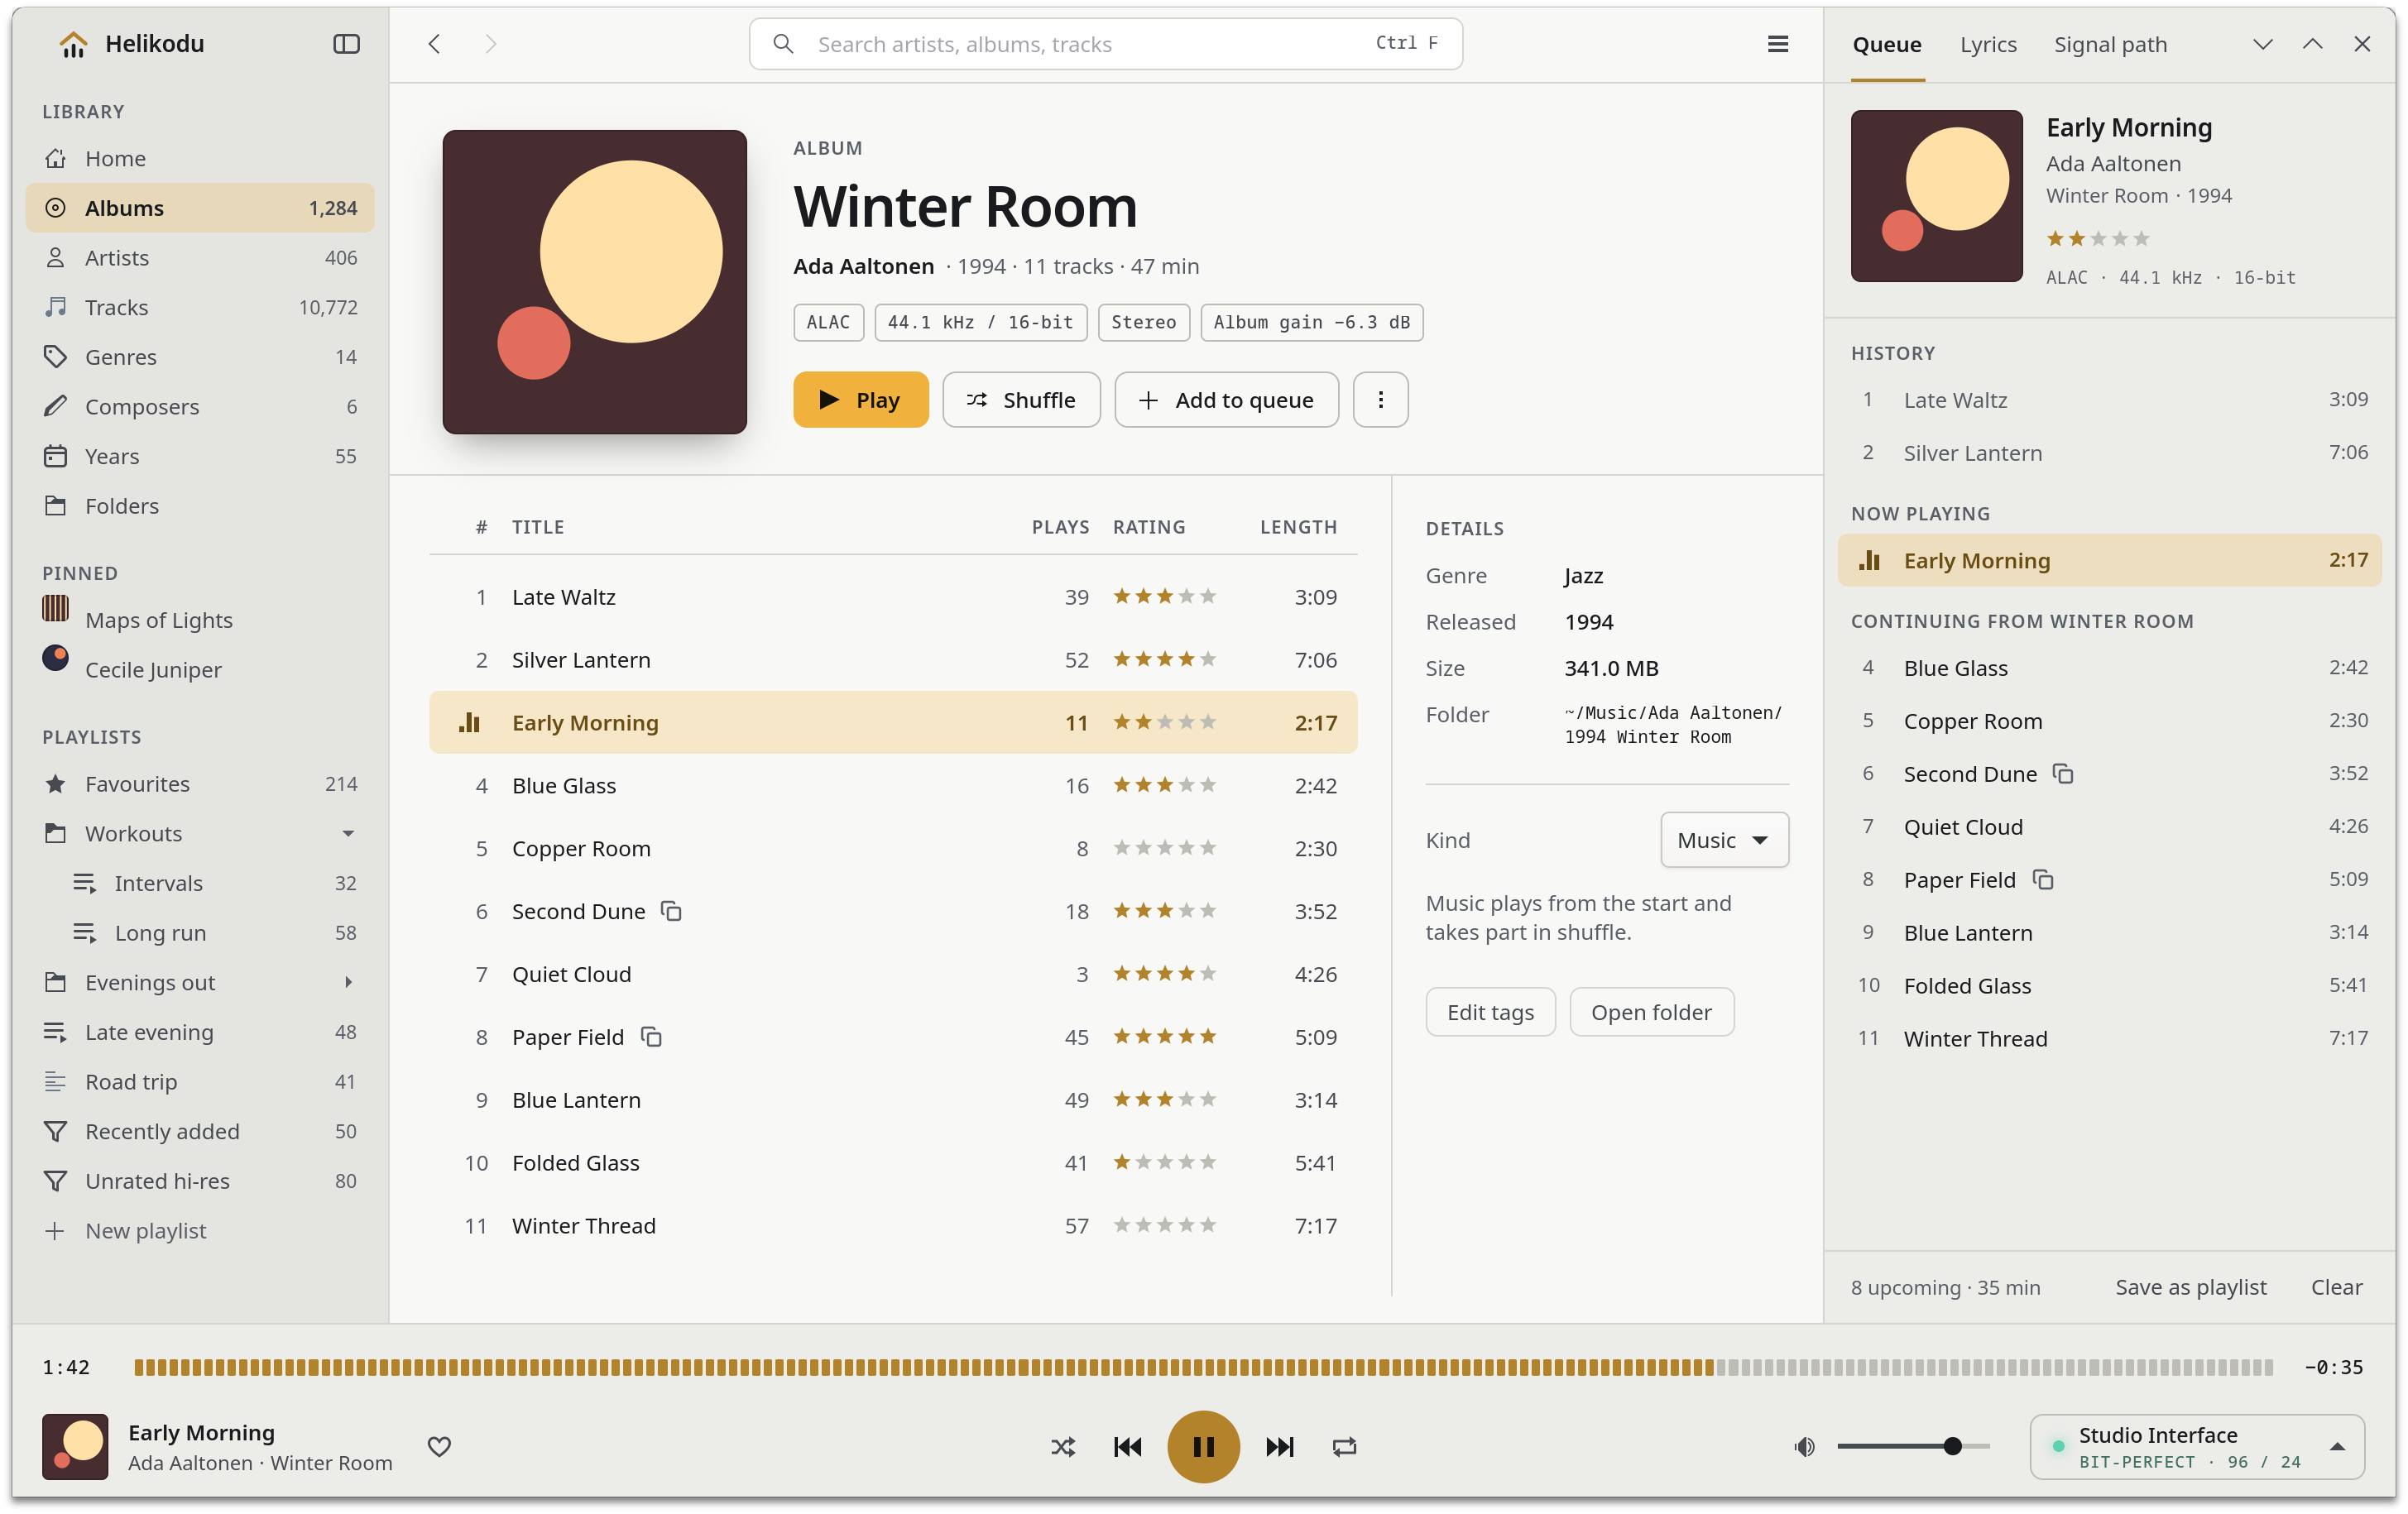 Helikodu
LIBRARY
Home
Albums 1,284
Artists 406
Tracks 10,772
Genres 14
Composers 6
Years 55
Folders
PINNED
Maps of Lights
Cecile Juniper
PLAYLISTS
Favourites 214
Workouts
Intervals 32
Long run 58
Evenings out
Late evening 48
Road trip 41
Recently added 50
Unrated hi-res 80
New playlist
Search artists, albums, tracks Ctrl F
ALBUM
Winter Room
Ada Aaltonen · 1994 · 11 tracks · 47 min
ALAC 44.1 kHz / 16-bit Stereo Album gain −6.3 dB
Play Shuffle Add to queue
# TITLE PLAYS RATING LENGTH
1 Late Waltz 39 3:09
2 Silver Lantern 52 7:06
Early Morning 11 2:17
4 Blue Glass 16 2:42
5 Copper Room 8 2:30
6 Second Dune 18 3:52
7 Quiet Cloud 3 4:26
8 Paper Field 45 5:09
9 Blue Lantern 49 3:14
10 Folded Glass 41 5:41
11 Winter Thread 57 7:17
DETAILS
Genre Jazz
Released 1994
Size 341.0 MB
Folder ~/Music/Ada Aaltonen/
1994 Winter Room
Kind Music
Music plays from the start and
takes part in shuffle.
Edit tags Open folder
Queue Lyrics Signal path
Early Morning
Ada Aaltonen
Winter Room · 1994
ALAC · 44.1 kHz · 16-bit
HISTORY
1 Late Waltz 3:09
2 Silver Lantern 7:06
NOW PLAYING
Early Morning 2:17
CONTINUING FROM WINTER ROOM
4 Blue Glass 2:42
5 Copper Room 2:30
6 Second Dune 3:52
7 Quiet Cloud 4:26
8 Paper Field 5:09
9 Blue Lantern 3:14
10 Folded Glass 5:41
11 Winter Thread 7:17
8 upcoming · 35 min Save as playlist Clear
1:42 −0:35
Early Morning
Ada Aaltonen · Winter Room
Studio Interface
BIT-PERFECT · 96 / 24